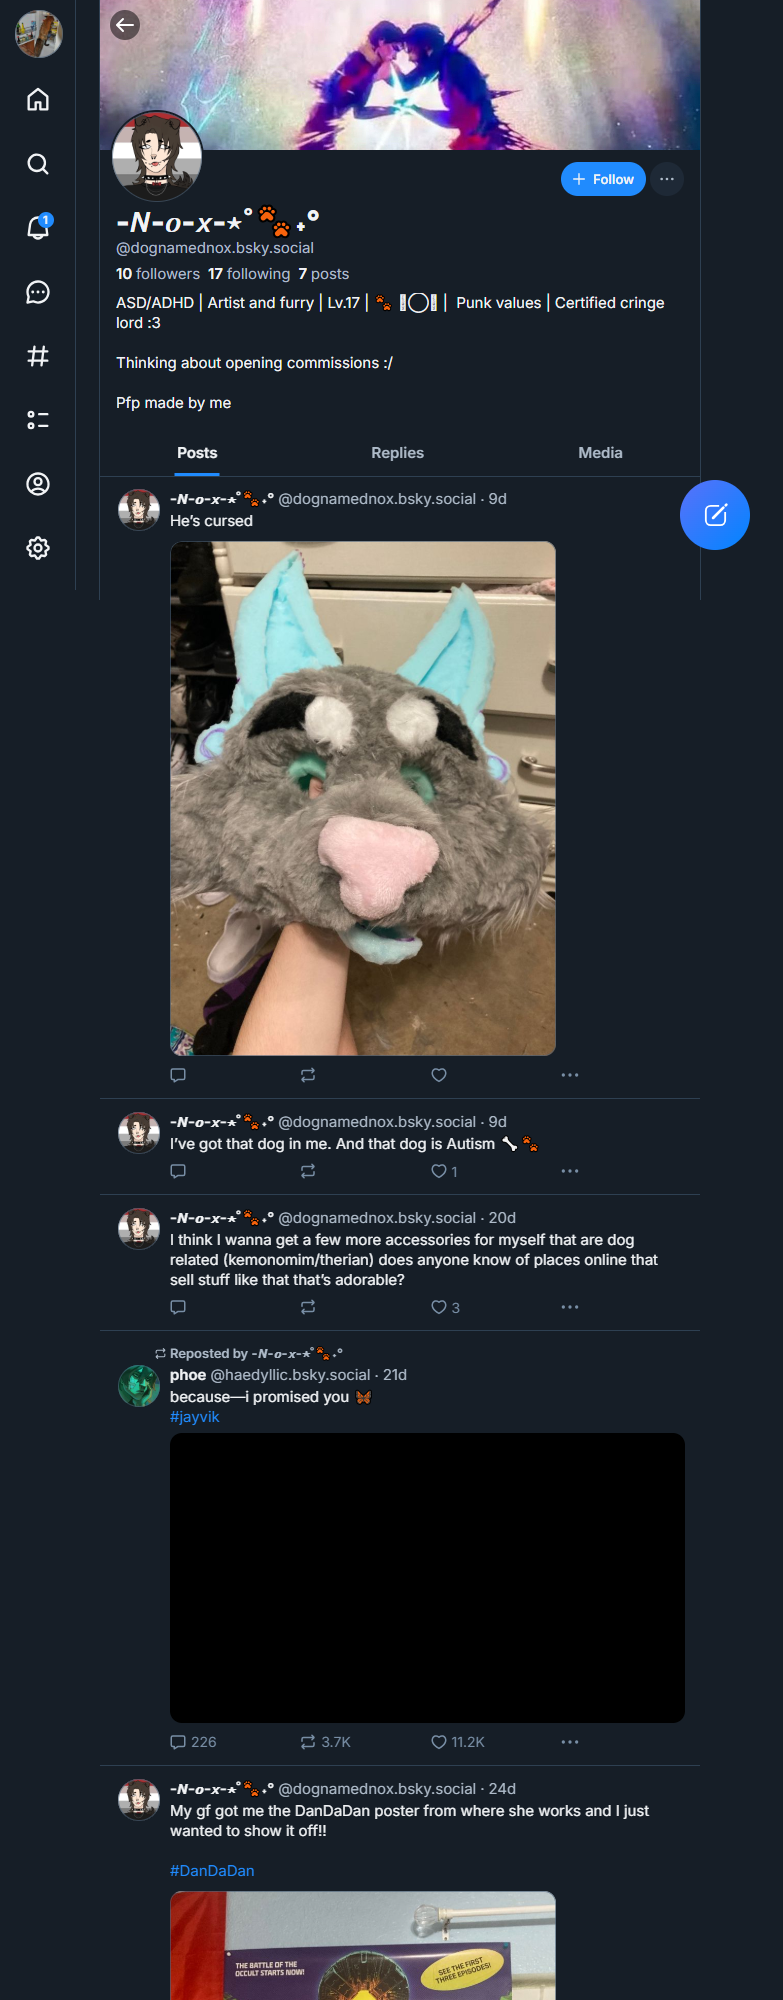 1
+ Follow
-N-o-x-⋆˚🐾˖°
@dognamednox.bsky.social
10 followers 17 following 7 posts
ASD/ADHD | Artist and furry | Lv.17 | 🐾 | Punk values | Certified cringe
lord :3
Thinking about opening commissions :/
Pfp made by me
Posts Replies Media
-N-o-x-⋆˚🐾˖° @dognamednox.bsky.social · 9d
He’s cursed
-N-o-x-⋆˚🐾˖° @dognamednox.bsky.social · 9d
I’ve got that dog in me. And that dog is Autism 🦴🐾
1
-N-o-x-⋆˚🐾˖° @dognamednox.bsky.social · 20d
I think I wanna get a few more accessories for myself that are dog
related (kemonomim/therian) does anyone know of places online that
sell stuff like that that’s adorable?
3
Reposted by -N-o-x-⋆˚🐾˖°
phoe @haedyllic.bsky.social · 21d
because—i promised you 🦋
#jayvik
226 3.7K 11.2K
-N-o-x-⋆˚🐾˖° @dognamednox.bsky.social · 24d
My gf got me the DanDaDan poster from where she works and I just
wanted to show it off!!
#DanDaDan
THE BATTLE OF THE
OCCULT STARTS NOW!
SEE THE FIRST
THREE EPISODES!